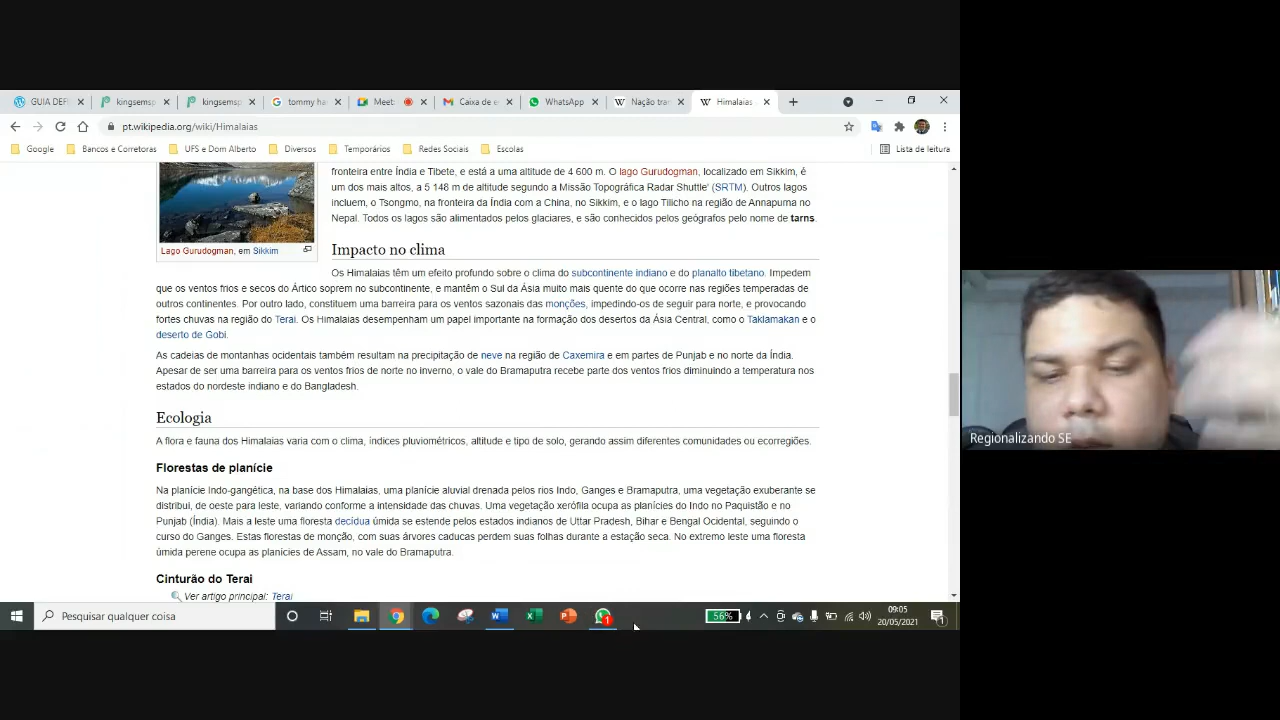 GUIA DEFI
kingsemsp
kingsemsp
tommy ha
Meet
Caixa de e
WhatsApp
Nação tra
Himalaias
pt.wikipedia.org/wiki/Himalaias
Google
Bancos e Corretoras
UFS e Dom Alberto
Diversos
Temporários
Redes Sociais
Escolas
Lista de leitura
fronteira entre Índia e Tibete, e está a uma altitude de 4 600 m. O lago Gurudogman, localizado em Sikkim, é
um dos mais altos, a 5 148 m de altitude segundo a Missão Topográfica Radar Shuttle' (SRTM). Outros lagos
incluem, o Tsongmo, na fronteira da Índia com a China, no Sikkim, e o lago Tilicho na região de Annapurna no
Nepal. Todos os lagos são alimentados pelos glaciares, e são conhecidos pelos geógrafos pelo nome de tarns.
Lago Gurudogman, em Sikkim
Impacto no clima
Os Himalaias têm um efeito profundo sobre o clima do subcontinente indiano e do planalto tibetano. Impedem
que os ventos frios e secos do Ártico soprem no subcontinente, e mantêm o Sul da Ásia muito mais quente do que ocorre nas regiões temperadas de
outros continentes. Por outro lado, constituem uma barreira para os ventos sazonais das monções, impedindo-os de seguir para norte, e provocando
fortes chuvas na região do Terai. Os Himalaias desempenham um papel importante na formação dos desertos da Ásia Central, como o Taklamakan e o
deserto de Gobi.
As cadeias de montanhas ocidentais também resultam na precipitação de neve na região de Caxemira e em partes de Punjab e no norte da Índia.
Apesar de ser uma barreira para os ventos frios de norte no inverno, o vale do Bramaputra recebe parte dos ventos frios diminuindo a temperatura nos
estados do nordeste indiano e do Bangladesh.
Ecologia
A flora e fauna dos Himalaias varia com o clima, índices pluviométricos, altitude e tipo de solo, gerando assim diferentes comunidades ou ecorregiões.
Florestas de planície
Na planície Indo-gangética, na base dos Himalaias, uma planície aluvial drenada pelos rios Indo, Ganges e Bramaputra, uma vegetação exuberante se
distribui, de oeste para leste, variando conforme a intensidade das chuvas. Uma vegetação xerófila ocupa as planícies do Indo no Paquistão e no
Punjab (Índia). Mais a leste uma floresta decídua úmida se estende pelos estados indianos de Uttar Pradesh, Bihar e Bengal Ocidental, seguindo o
curso do Ganges. Estas florestas de monção, com suas árvores caducas perdem suas folhas durante a estação seca. No extremo leste uma floresta
úmida perene ocupa as planícies de Assam, no vale do Bramaputra.
Cinturão do Terai
Ver artigo principal: Terai
Regionalizando SE
Pesquisar qualquer coisa
1
56%
09:05
20/05/2021
1